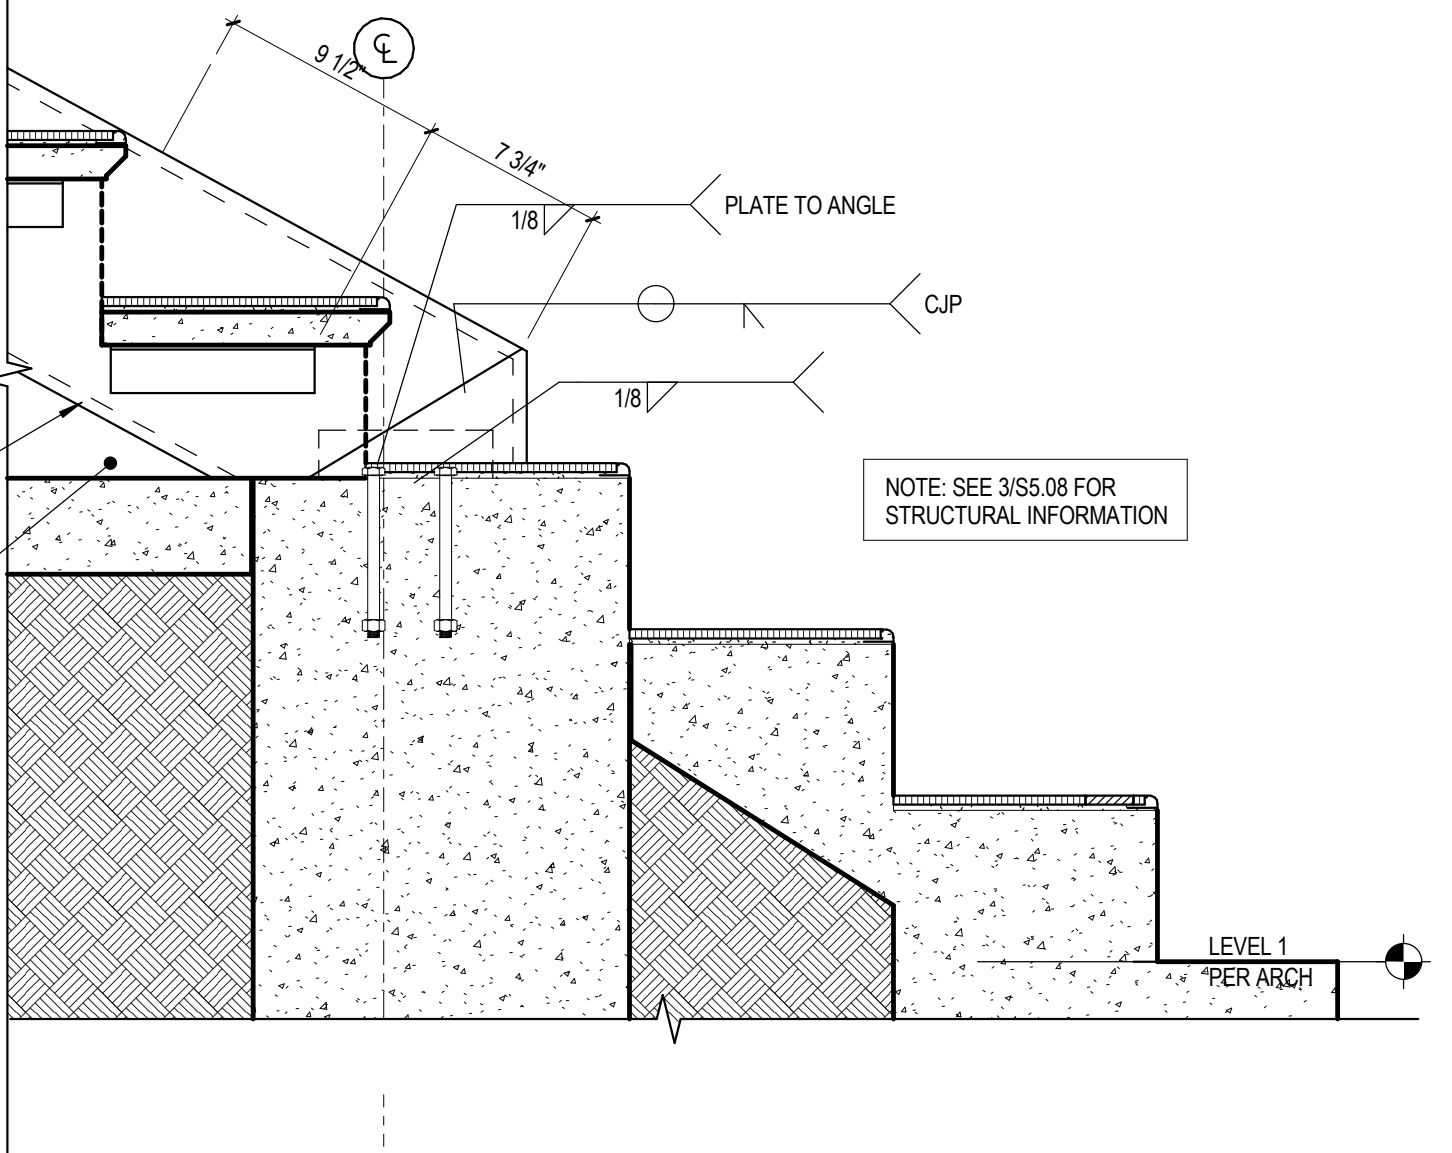 ℄
9 1/2"
7 3/4"
PLATE TO ANGLE
1/8
CJP
1/8
NOTE: SEE 3/S5.08 FOR
STRUCTURAL INFORMATION
LEVEL 1
PER ARCH